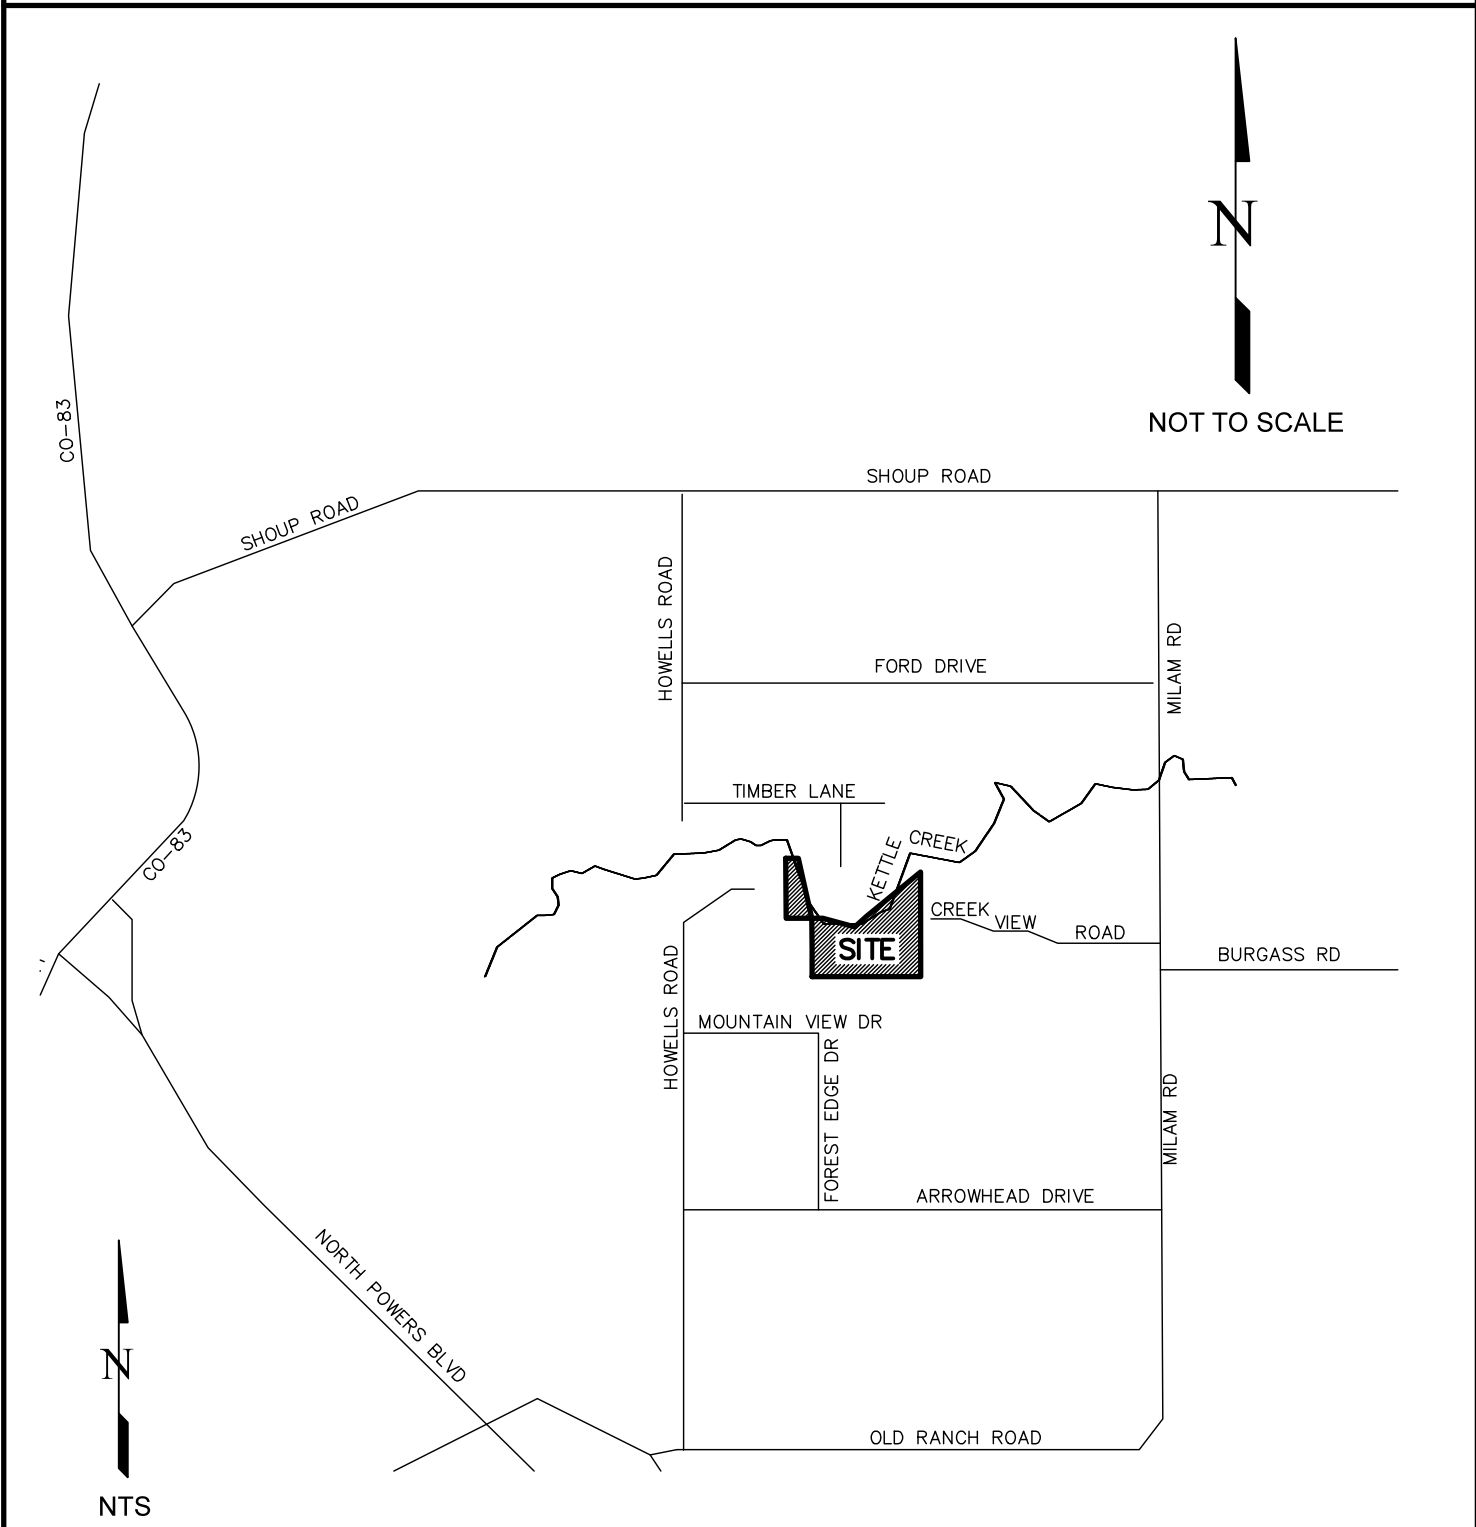 N
NOT TO SCALE
CO-83
SHOUP ROAD
SHOUP ROAD
HOWELLS ROAD
FORD DRIVE
MILAM RD
TIMBER LANE
CO-83
KETTLE CREEK
CREEK VIEW ROAD
SITE
BURGASS RD
HOWELLS ROAD
MOUNTAIN VIEW DR
FOREST EDGE DR
MILAM RD
ARROWHEAD DRIVE
NORTH POWERS BLVD
N
OLD RANCH ROAD
NTS